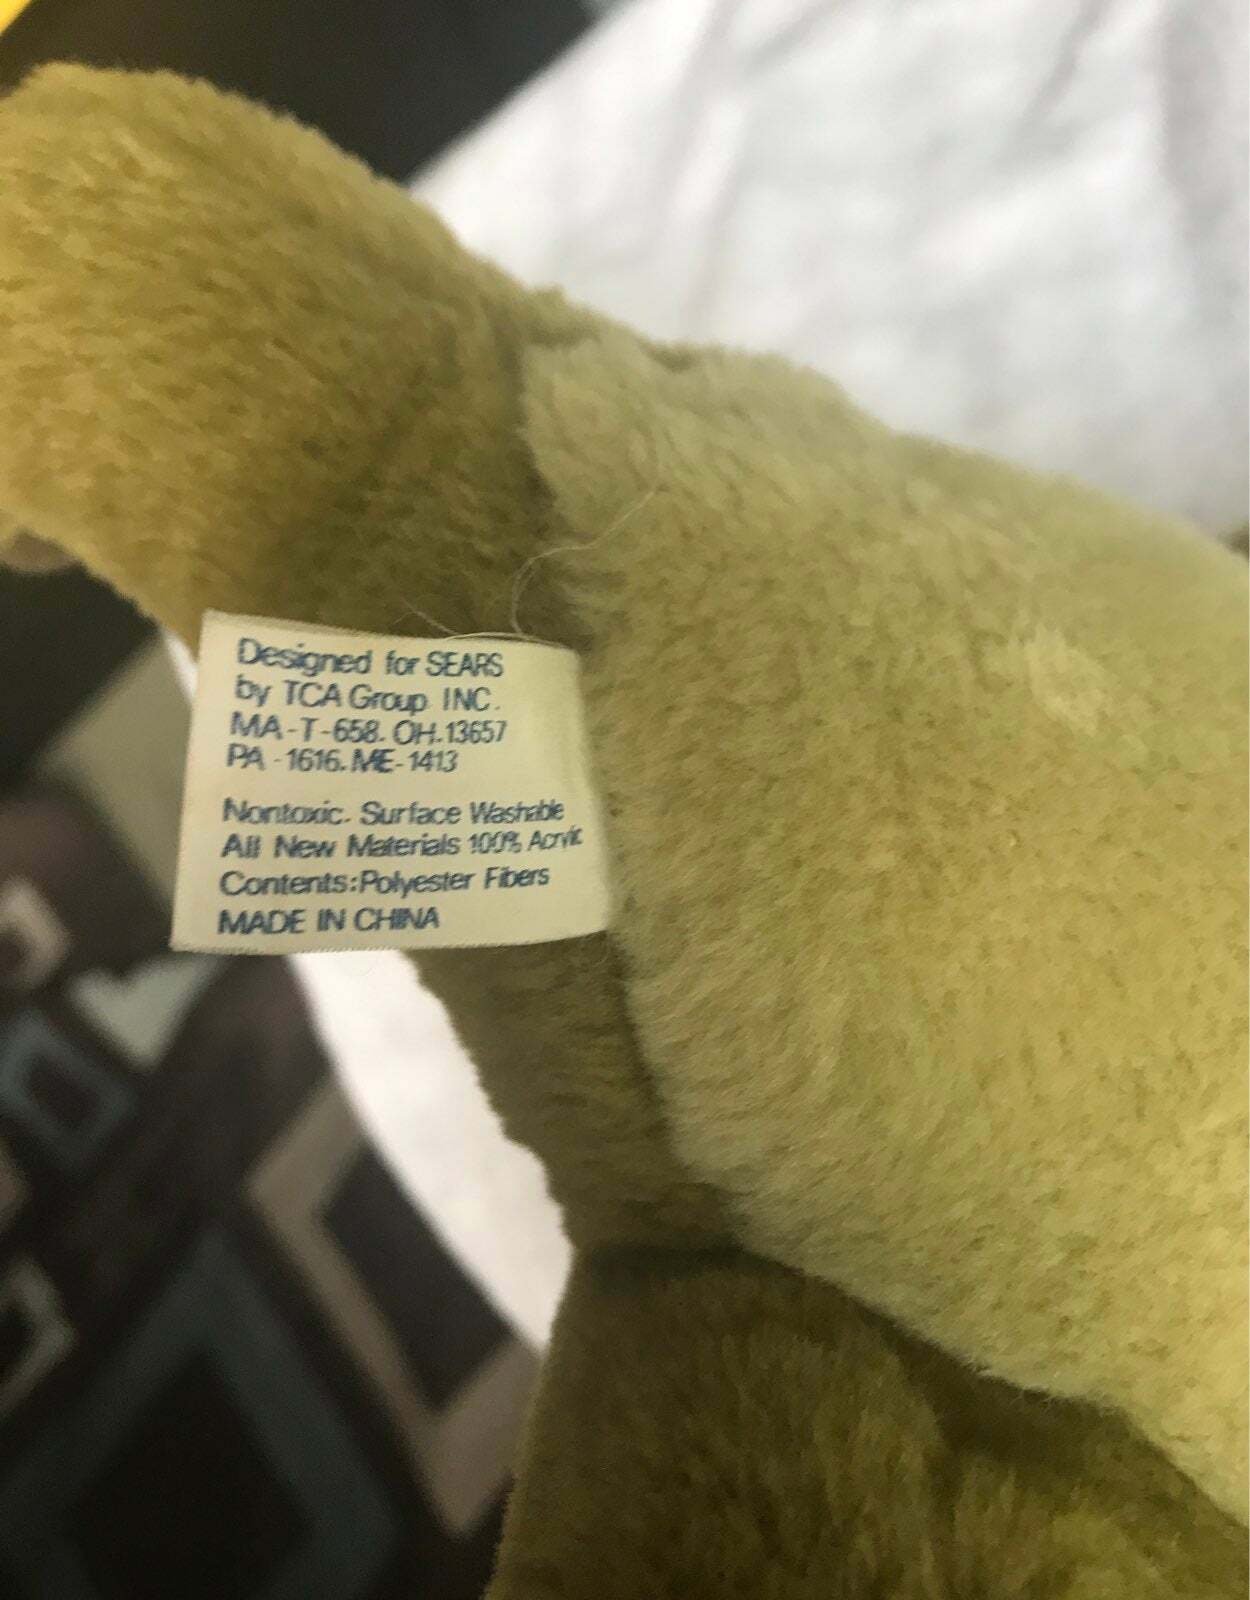 Designed for SEARS
by TCA Group INC.
MA-T-658. OH.13657
PA-1616. ME-1413
Nontoxic. Surface Washable
All New Materials 100% Acrylic
Contents: Polyester Fibers
MADE IN CHINA